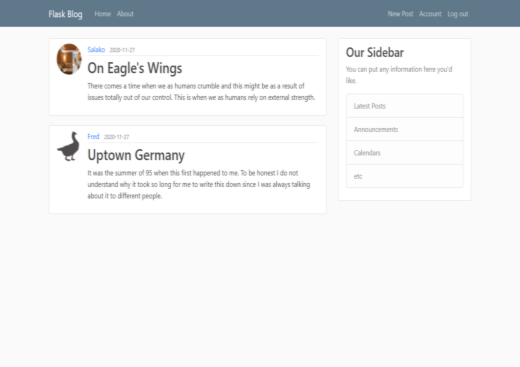 Flask Blog Home About New Post Account Log out
Salako 2020-11-27
On Eagle's Wings
There comes a time when we as humans crumble and this might be as a result of
issues totally out of our control. This is when we as humans rely on external strength.
Fred 2020-11-27
Uptown Germany
It was the summer of 95 when this first happened to me. To be honest I do not
understand why it took so long for me to write this down since I was always talking
about it to different people.
Our Sidebar
You can put any information here you'd
like.
Latest Posts
Announcements
Calendars
etc